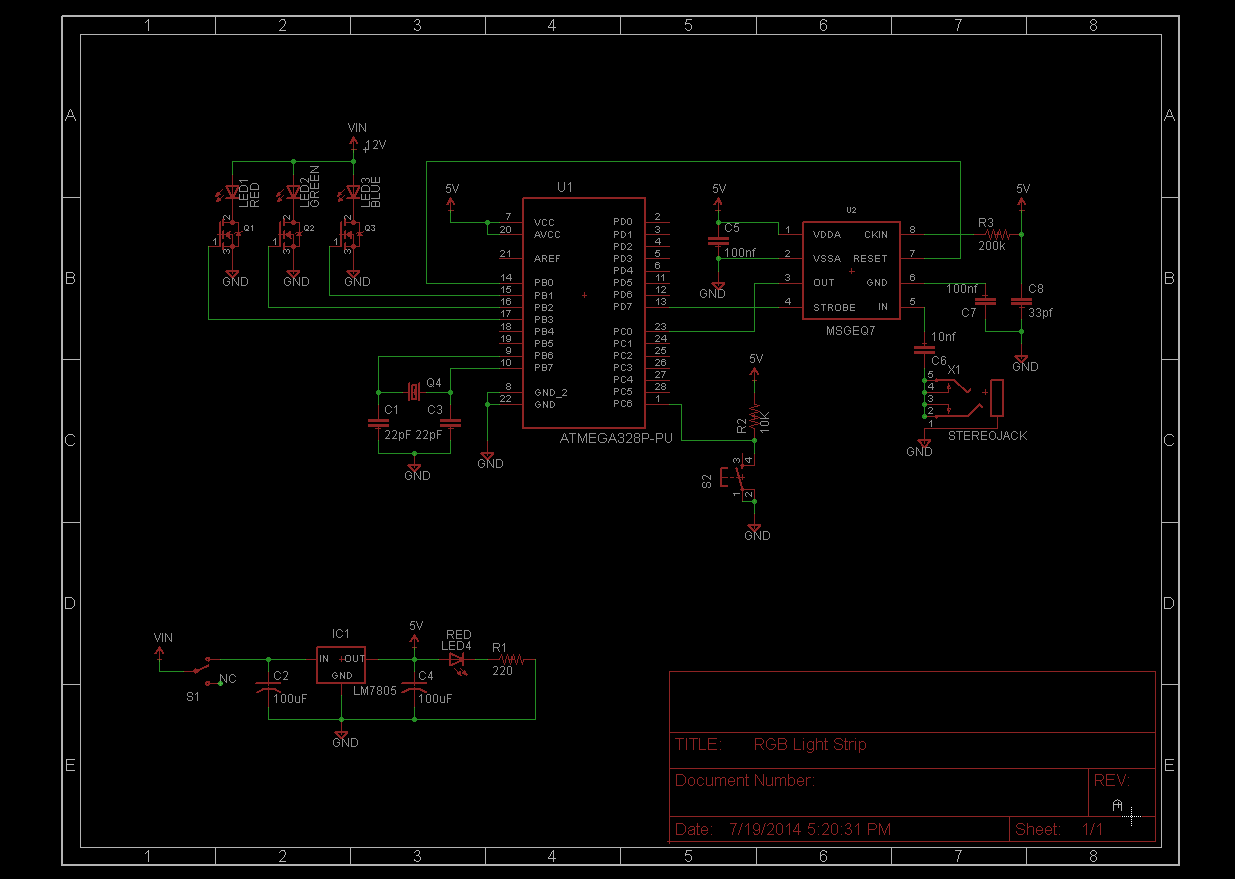 1 2 3 4 5 6 7 8
A A
VIN
12V
LED1
RED
LED2
GREEN
LED3
BLUE
2 2 2
Q1 Q2 Q3
1 1 1
3 3 3
GND GND GND
5V U1 5V U2 5V
7 VCC PD0 2
20 AVCC PD1 3
PD2 4
21 AREF PD3 5
PD4 6
14 PB0 PD5 11
15 PB1 PD6 12
16 PB2 PD7 13
17 PB3
18 PB4 PC0 23
19 PB5 PC1 24
9 PB6 PC2 25
10 PB7 PC3 26
PC4 27
8 GND_2 PC5 28
22 GND PC6 1
ATMEGA328P-PU
C5
100nf
GND
1 VDDA CKIN 8
2 VSSA RESET 7
3 OUT GND 6
4 STROBE IN 5
MSGEQ7
R3
200k
100nf
C7
C8
33pf
GND
10nf
C6
X1
5
4
3
2
1
STEREOJACK
GND
B B
Q4
C1 C3
22pF 22pF
GND
GND
5V
R2
10K
3 4
S2
1 2
GND
C C
D D
VIN
NC
S1
C2
100uF
IC1
IN OUT
GND
LM7805
GND
5V
C4
100uF
RED
LED4
R1
220
E E
TITLE: RGB Light Strip
Document Number:
REV:
A
Date: 7/19/2014 5:20:31 PM
Sheet: 1/1
1 2 3 4 5 6 7 8